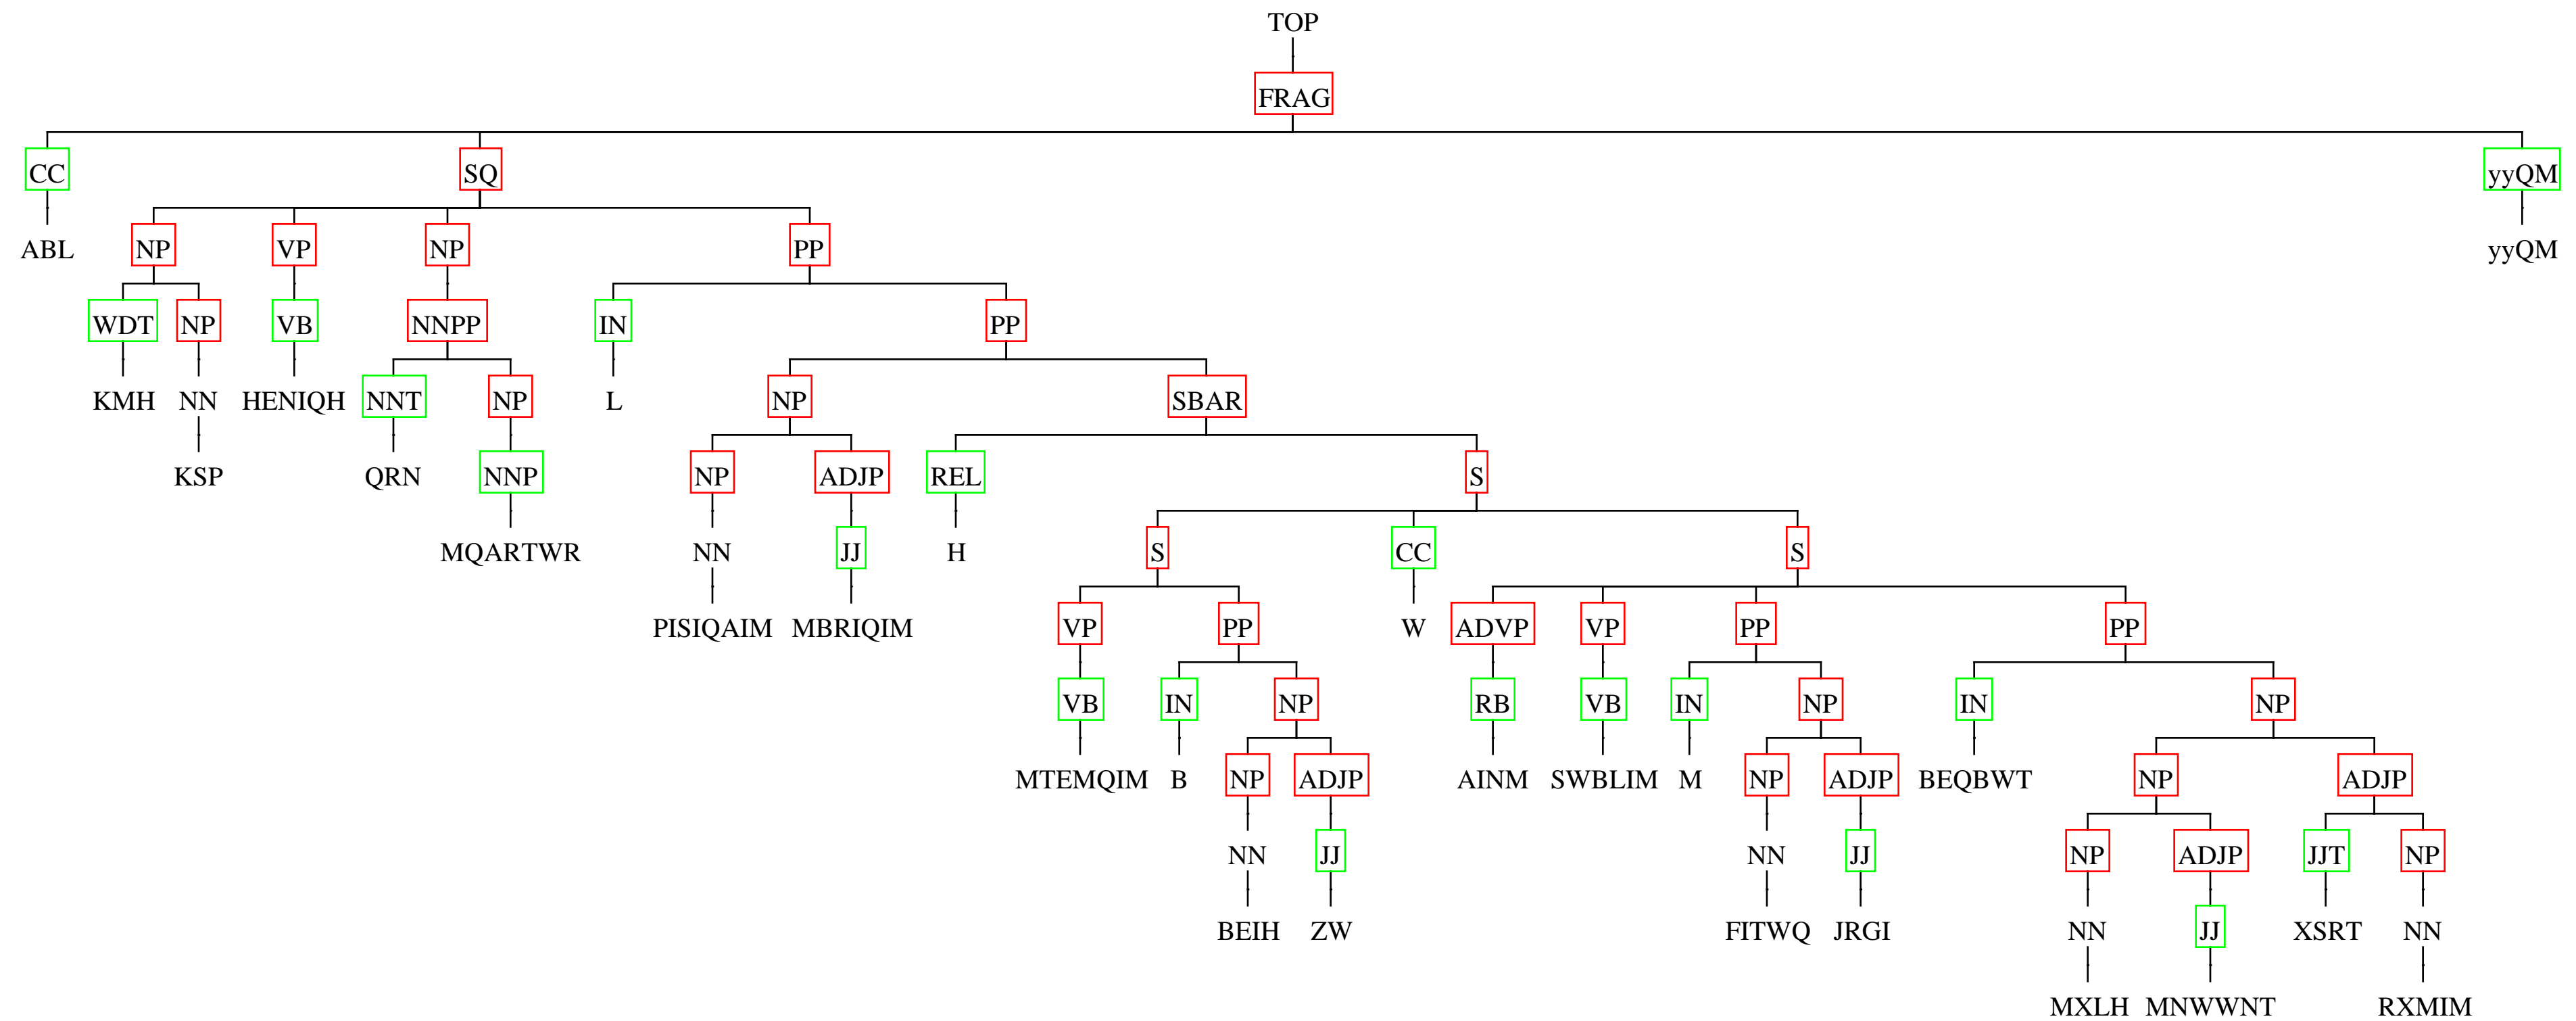 TOP
FRAG
CC SQ yyQM
ABL NP VP NP PP yyQM
WDT NP VB NNPP IN PP
KMH NN HENIQH NNT NP L NP SBAR
KSP QRN NNP NP ADJP REL S
MQARTWR NN JJ H S CC S
PISIQAIM MBRIQIM VP PP W ADVP VP PP PP
VB IN NP RB VB IN NP IN NP
MTEMQIM B NP ADJP AINM SWBLIM M NP ADJP BEQBWT NP ADJP
NN JJ NN JJ NP ADJP JJT NP
BEIH ZW FITWQ JRGI NN JJ XSRT NN
MXLH MNWWNT RXMIM